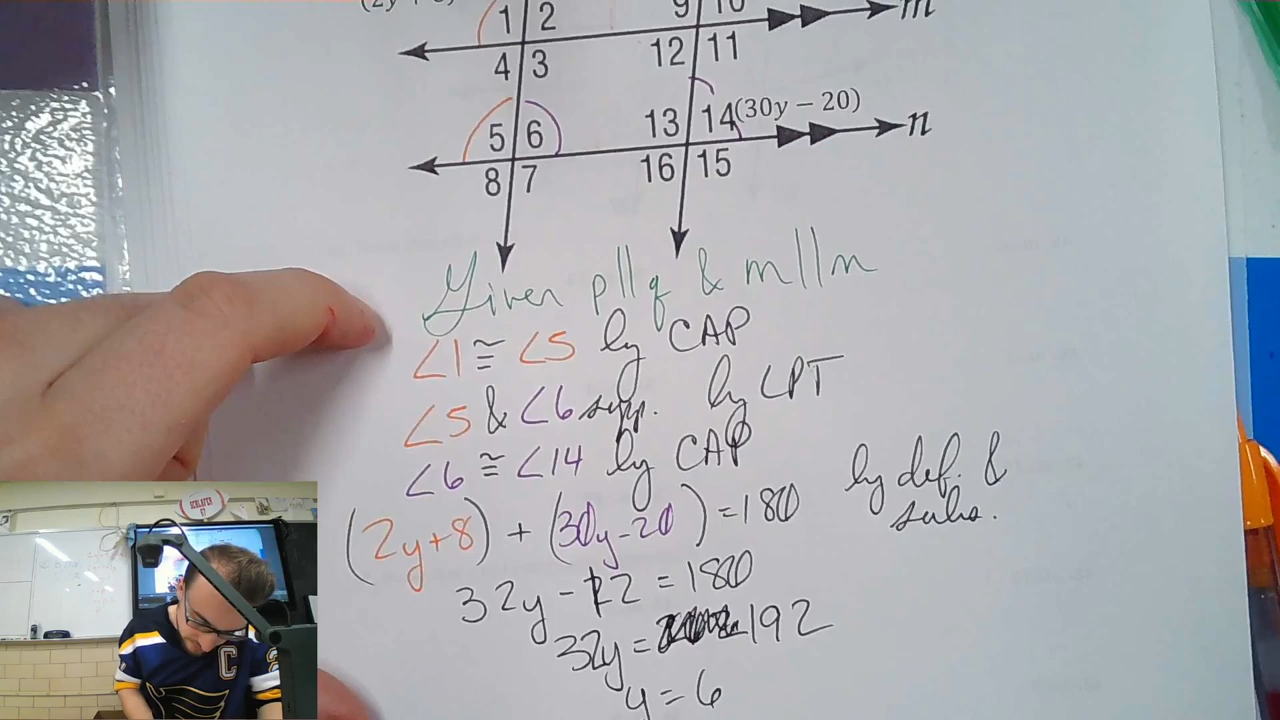 1 2 9 10 m
4 3 12 11
5 6 13 14 (30y − 20) n
8 7 16 15
Given p||q & m||n
∠1 ≅ ∠5 by CAP
∠5 & ∠6 supp. by LPT
∠6 ≅ ∠14 by CAP
(2y+8) + (30y-20) = 180 by def. & subs.
32y - 12 = 180
32y = 192
y = 6
C